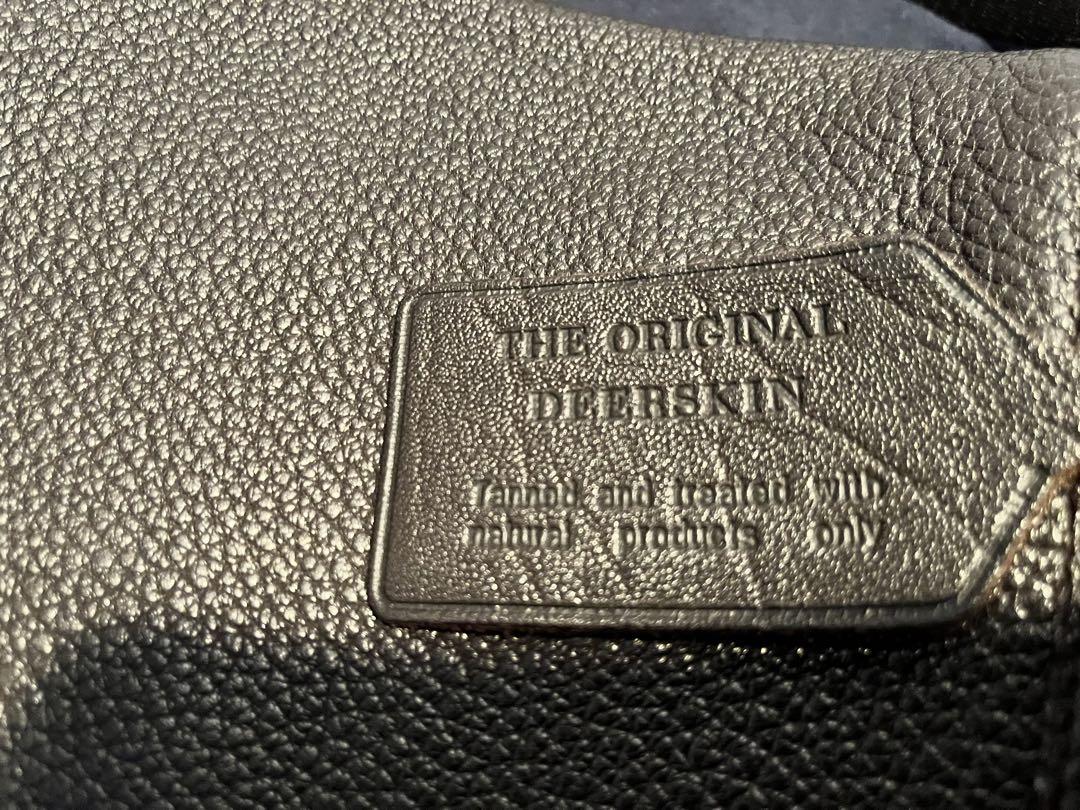 THE ORIGINAL
DEERSKIN
Tanned and treated with
natural products only